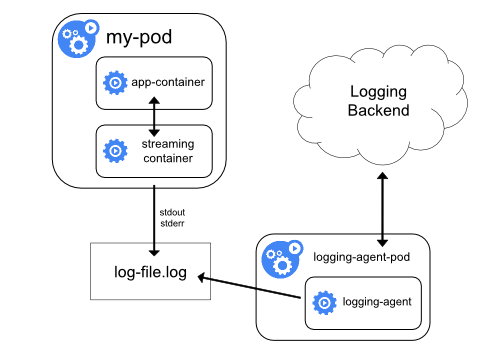 my-pod
app-container
streaming
container
stdout
stderr
log-file.log
Logging
Backend
logging-agent-pod
logging-agent